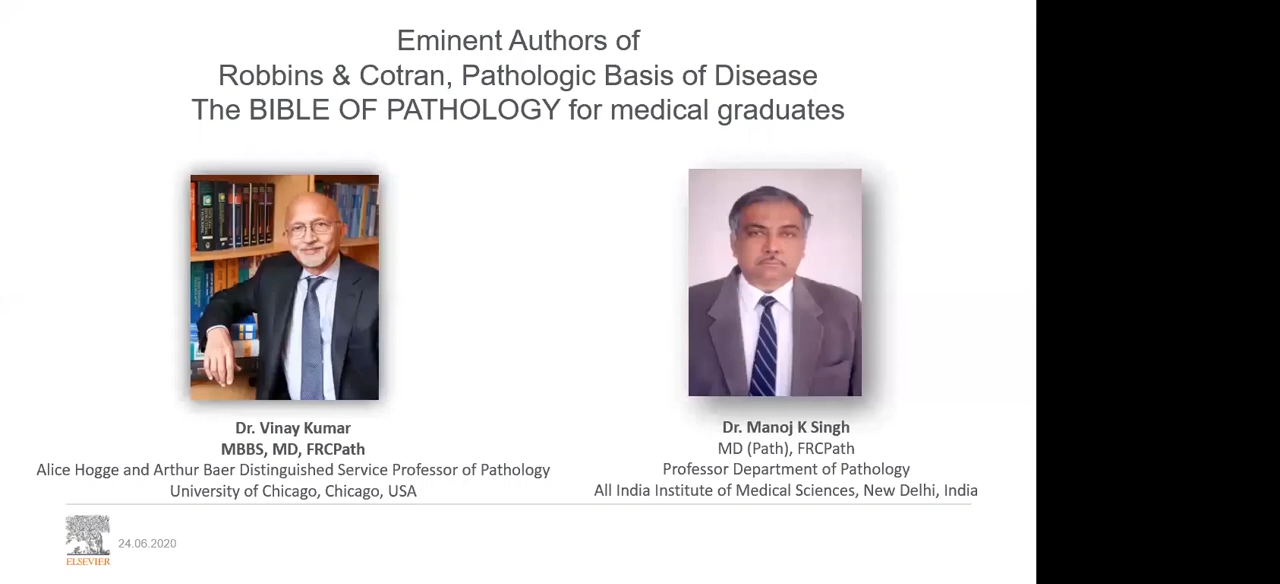 Eminent Authors of
Robbins & Cotran, Pathologic Basis of Disease
The BIBLE OF PATHOLOGY for medical graduates
Dr. Vinay Kumar
MBBS, MD, FRCPath
Alice Hogge and Arthur Baer Distinguished Service Professor of Pathology
University of Chicago, Chicago, USA
Dr. Manoj K Singh
MD (Path), FRCPath
Professor Department of Pathology
All India Institute of Medical Sciences, New Delhi, India
ELSEVIER
24.06.2020